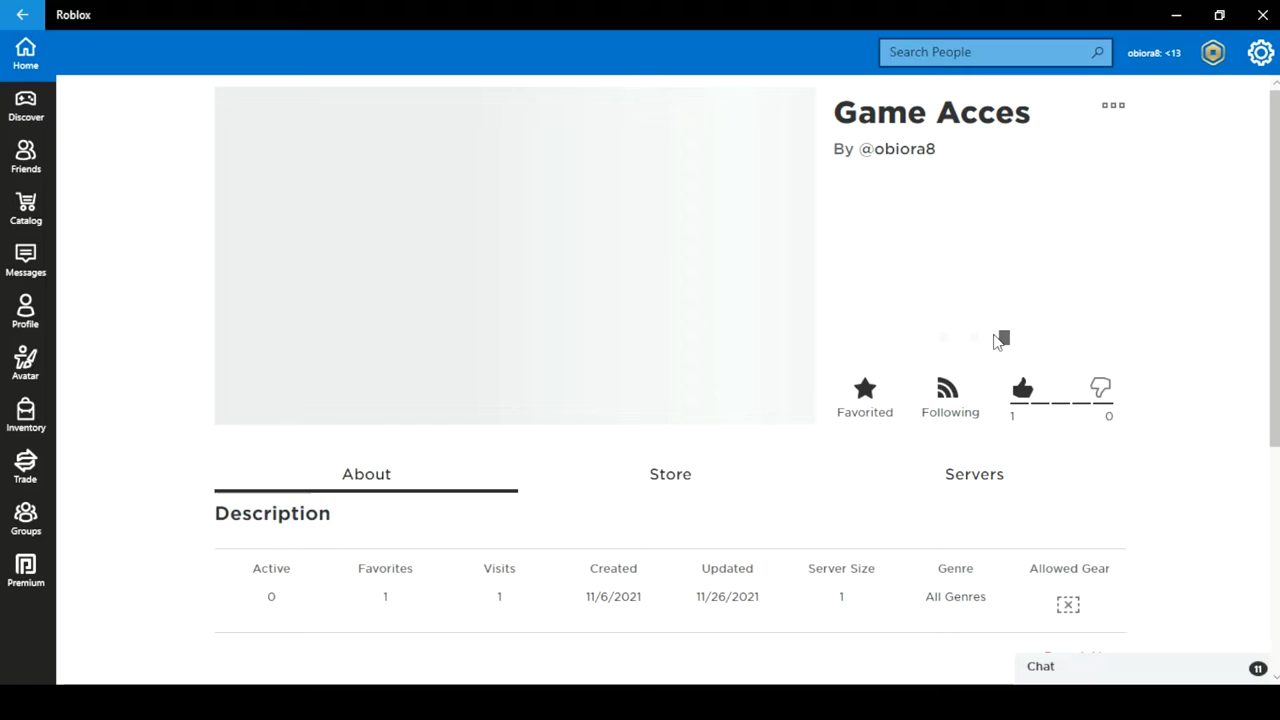 Roblox
Home
Search People
obiora8: <13
Discover
Friends
Catalog
Messages
Profile
Avatar
Inventory
Trade
Groups
Premium
Game Acces
By @obiora8
Favorited
Following
1
0
About
Store
Servers
Description
Active
Favorites
Visits
Created
Updated
Server Size
Genre
Allowed Gear
0
1
1
11/6/2021
11/26/2021
1
All Genres
Chat
11